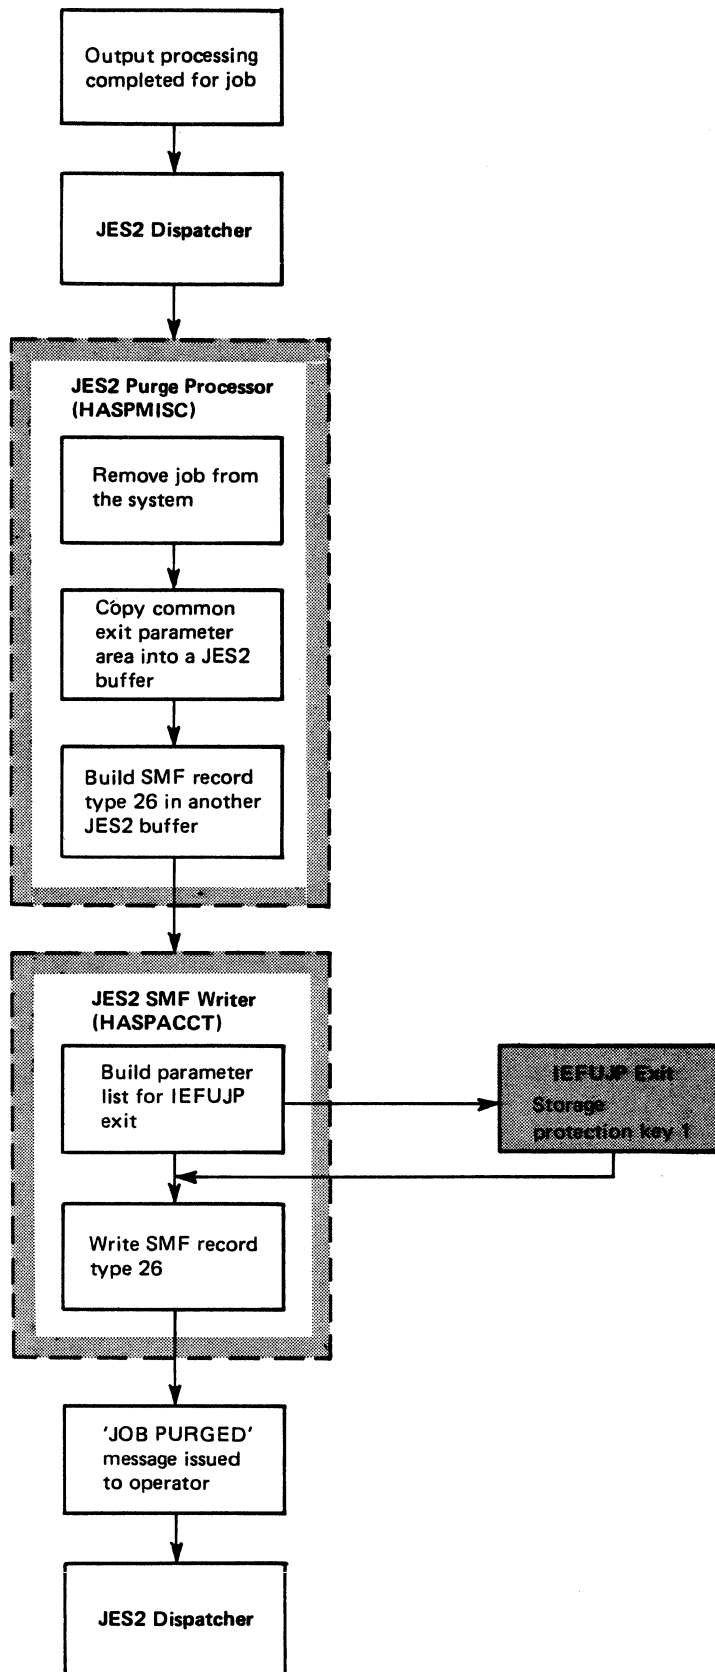 Output processing
completed for job
JES2 Dispatcher
JES2 Purge Processor
(HASPMISC)
Remove job from
the system
Copy common
exit parameter
area into a JES2
buffer
Build SMF record
type 26 in another
JES2 buffer
JES2 SMF Writer
(HASPACCT)
Build parameter
list for IEFUJP
exit
IEFUJP Exit
Storage
protection key 1
Write SMF record
type 26
'JOB PURGED'
message issued
to operator
JES2 Dispatcher